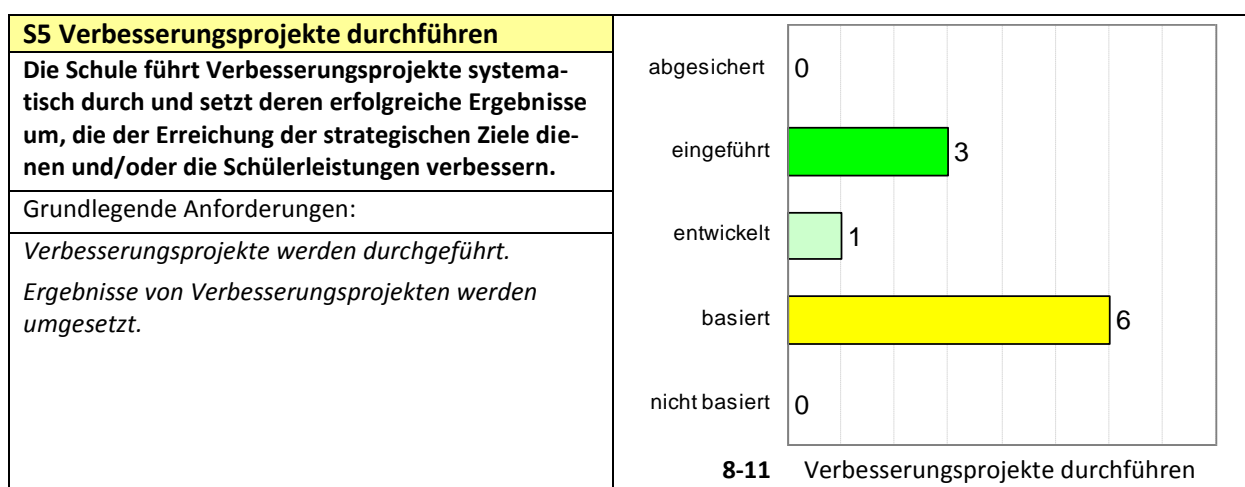 S5 Verbesserungsprojekte durchführen
Die Schule führt Verbesserungsprojekte systema-
tisch durch und setzt deren erfolgreiche Ergebnisse
um, die der Erreichung der strategischen Ziele die-
nen und/oder die Schülerleistungen verbessern.
Grundlegende Anforderungen:
Verbesserungsprojekte werden durchgeführt.
Ergebnisse von Verbesserungsprojekten werden
umgesetzt.
abgesichert 0
eingeführt 3
entwickelt 1
basiert 6
nicht basiert 0
8-11 Verbesserungsprojekte durchführen